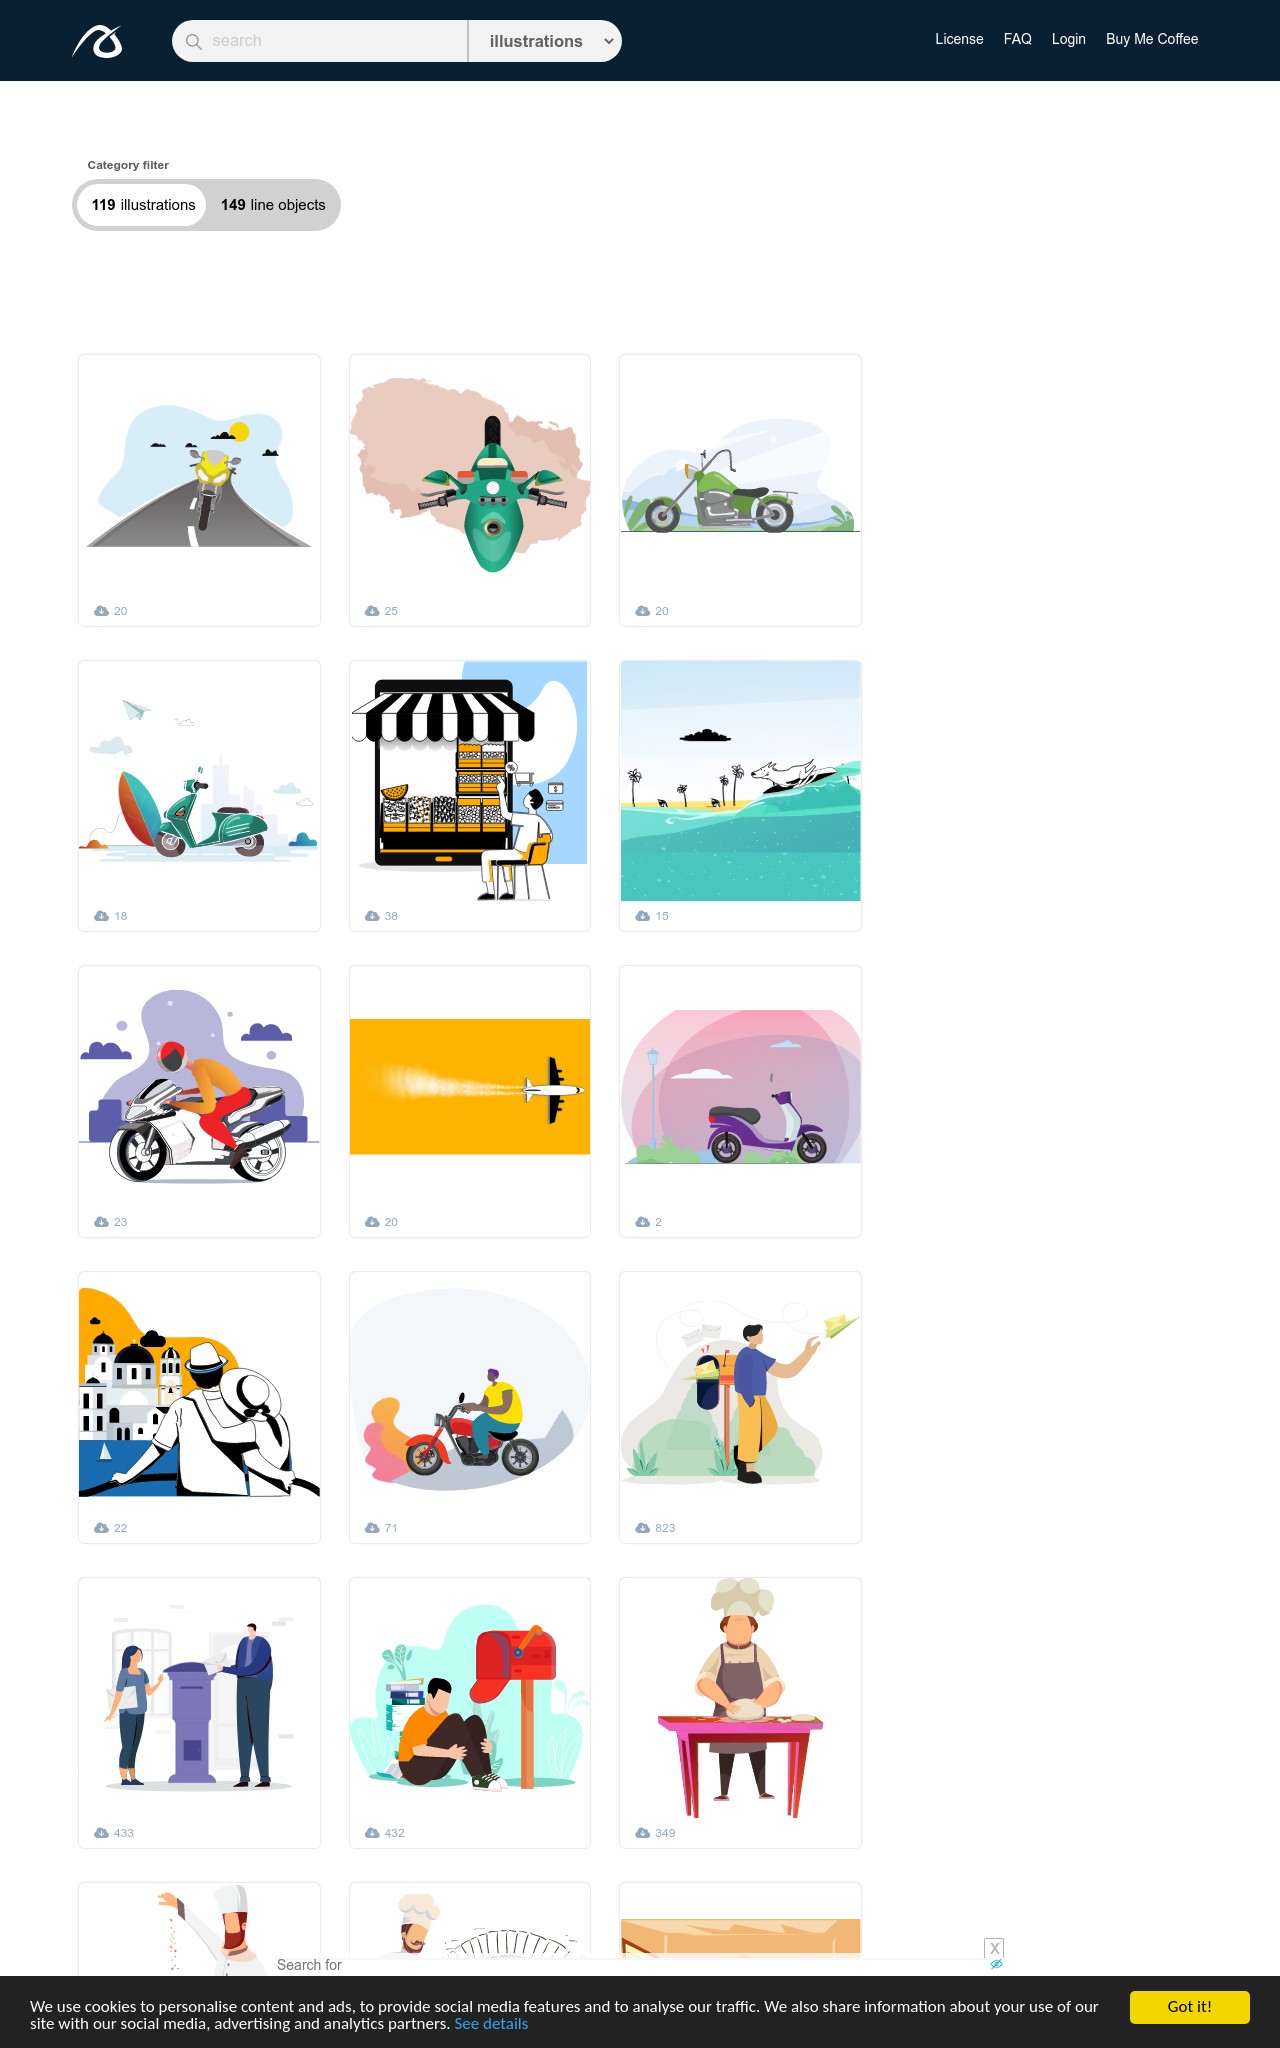 search
illustrations
License FAQ Login Buy Me Coffee
Category filter
119 illustrations 149 line objects
20
25
20
18
%
$
38
15
23
20
2
22
71
823
433
432
349
Search for
X
We use cookies to personalise content and ads, to provide social media features and to analyse our traffic. We also share information about your use of our
site with our social media, advertising and analytics partners. See details
Got it!